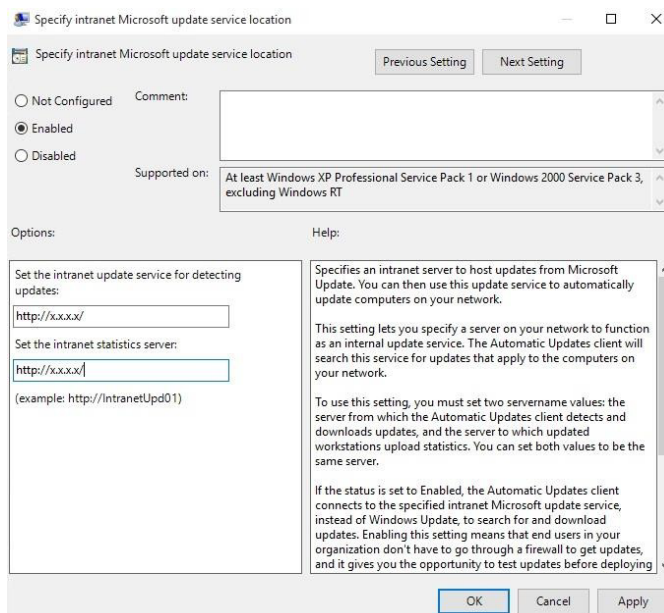 Specify intranet Microsoft update service location
Specify intranet Microsoft update service location
Previous Setting
Next Setting
Not Configured
Enabled
Disabled
Comment:
Supported on:
At least Windows XP Professional Service Pack 1 or Windows 2000 Service Pack 3,
excluding Windows RT
Options:
Help:
Set the intranet update service for detecting
updates:
http://x.x.x.x/
Set the intranet statistics server:
http://x.x.x.x/
(example: http://IntranetUpd01)
Specifies an intranet server to host updates from Microsoft
Update. You can then use this update service to automatically
update computers on your network.
This setting lets you specify a server on your network to function
as an internal update service. The Automatic Updates client will
search this service for updates that apply to the computers on
your network.
To use this setting, you must set two servername values: the
server from which the Automatic Updates client detects and
downloads updates, and the server to which updated
workstations upload statistics. You can set both values to be the
same server.
If the status is set to Enabled, the Automatic Updates client
connects to the specified intranet Microsoft update service,
instead of Windows Update, to search for and download
updates. Enabling this setting means that end users in your
organization don't have to go through a firewall to get updates,
and it gives you the opportunity to test updates before deploying
OK
Cancel
Apply